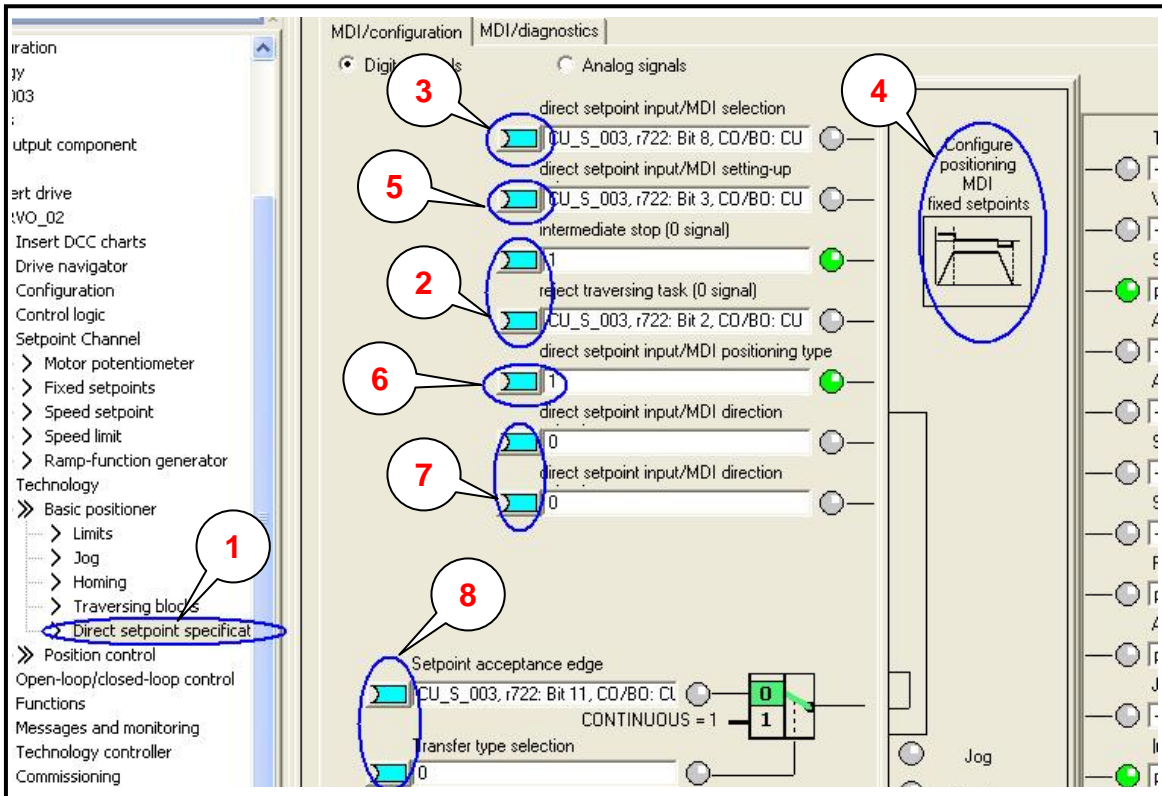 MDI/configuration
MDI/diagnostics
Analog signals
direct setpoint input/MDI selection
CU_S_003, r722: Bit 8, CO/BO: CU
direct setpoint input/MDI setting-up
CU_S_003, r722: Bit 3, CO/BO: CU
intermediate stop (0 signal)
1
reject traversing task (0 signal)
CU_S_003, r722: Bit 2, CO/BO: CU
direct setpoint input/MDI positioning type
1
direct setpoint input/MDI direction
0
direct setpoint input/MDI direction
0
Setpoint acceptance edge
CU_S_003, r722: Bit 11, CO/BO: CU
0
CONTINUOUS = 1
1
Transfer type selection
0
Configure
positioning
MDI
fixed setpoints
Jog
uration
gy
003
utput component
ert drive
RVO_02
Insert DCC charts
Drive navigator
Configuration
Control logic
Setpoint Channel
Motor potentiometer
Fixed setpoints
Speed setpoint
Speed limit
Ramp-function generator
Technology
Basic positioner
Limits
Jog
Homing
Traversing blocks
Direct setpoint specificat
Position control
Open-loop/closed-loop control
Functions
Messages and monitoring
Technology controller
Commissioning
1
2
3
4
5
6
7
8